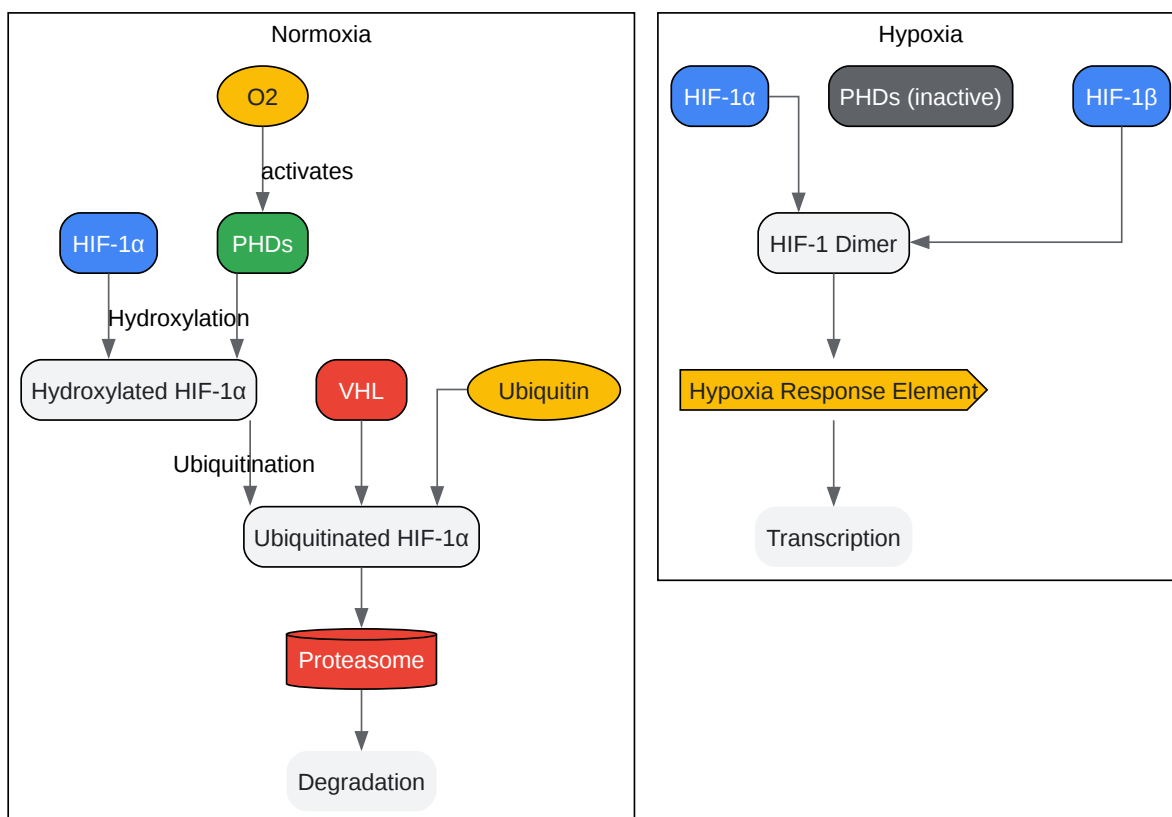 Normoxia
O2
activates
HIF-1α
PHDs
Hydroxylation
Hydroxylated HIF-1α
VHL
Ubiquitin
Ubiquitination
Ubiquitinated HIF-1α
Proteasome
Degradation
Hypoxia
HIF-1α
PHDs (inactive)
HIF-1β
HIF-1 Dimer
Hypoxia Response Element
Transcription